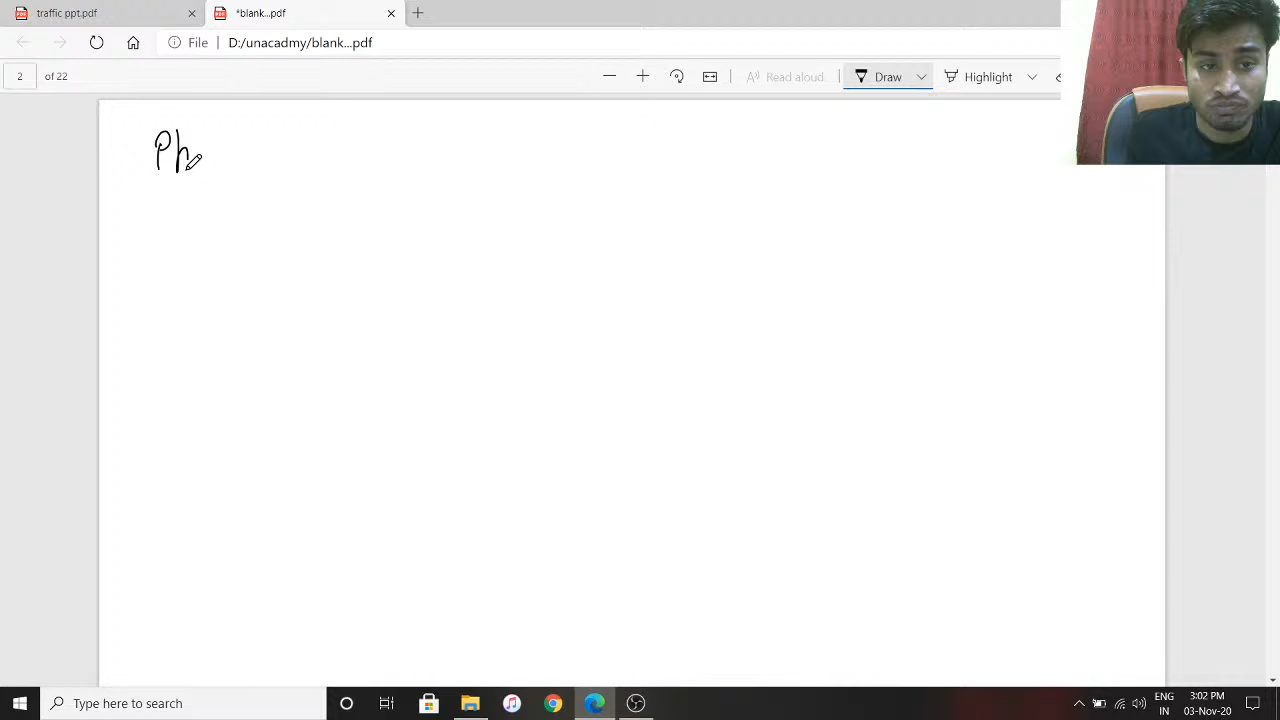 traffic ppt.pdf
*blank...pdf
File
D:/unacadmy/blank...pdf
2 of 22
Read aloud
Draw
Highlight
Ph
Type here to search
ENG
IN
3:02 PM
03-Nov-20